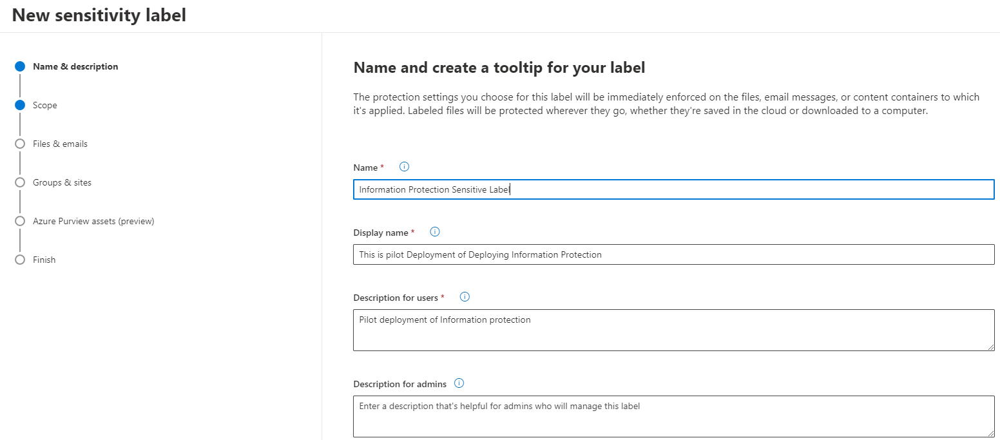 New sensitivity label
Name & description
Scope
Files & emails
Groups & sites
Azure Purview assets (preview)
Finish
Name and create a tooltip for your label
The protection settings you choose for this label will be immediately enforced on the files, email messages, or content containers to which
it's applied. Labeled files will be protected wherever they go, whether they're saved in the cloud or downloaded to a computer.
Name *
Information Protection Sensitive Label
Display name *
This is pilot Deployment of Deploying Information Protection
Description for users *
Pilot deployment of Information protection
Description for admins
Enter a description that's helpful for admins who will manage this label